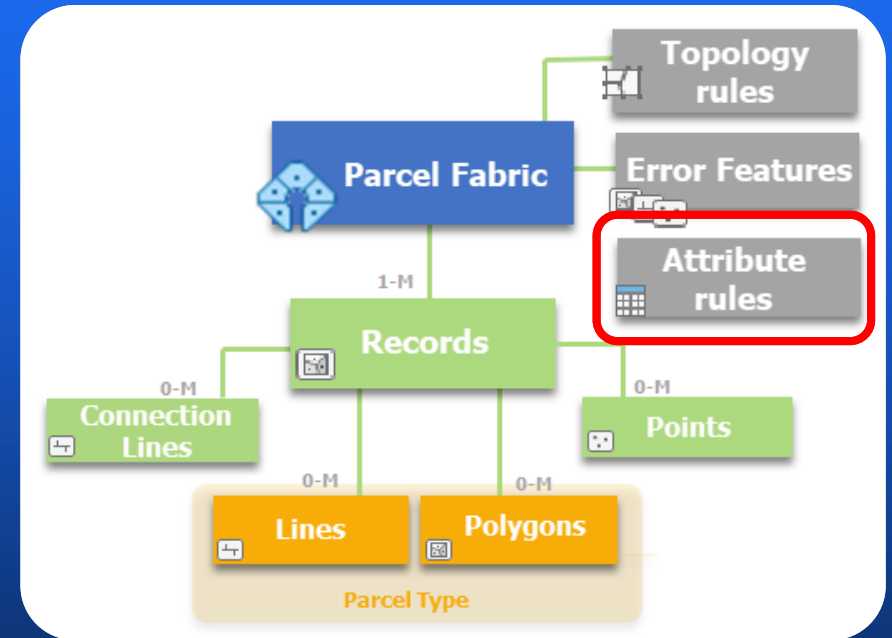 Topology
rules
Parcel Fabric
Error Features
Attribute
rules
1-M
Records
0-M
0-M
Connection
Lines
Points
0-M
0-M
Lines
Polygons
Parcel Type